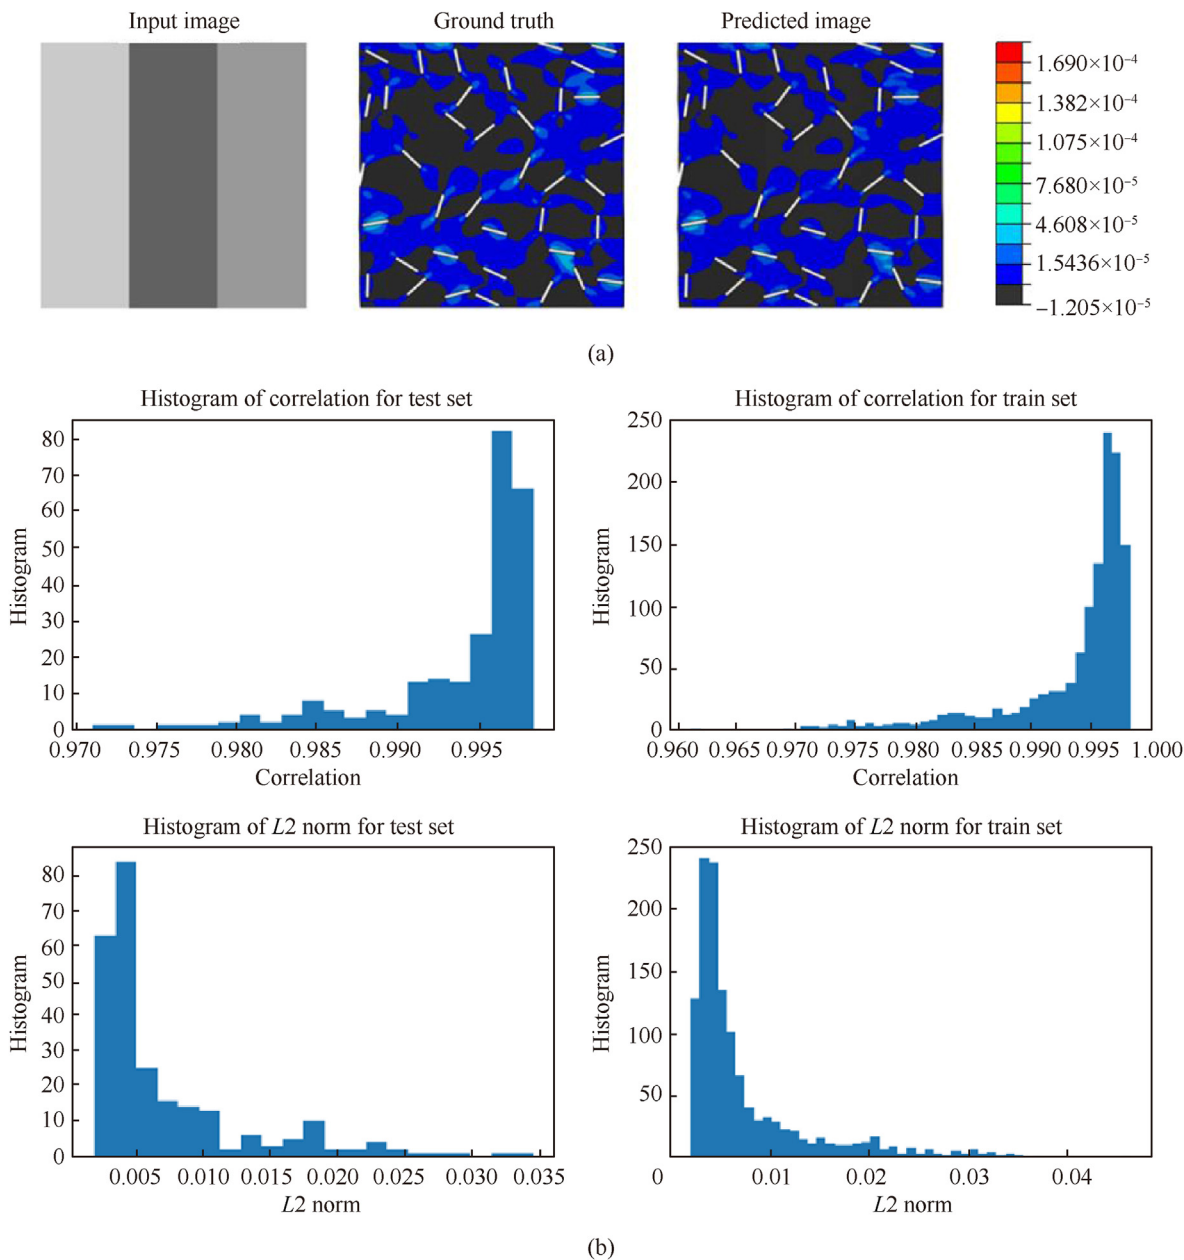 Input image
Ground truth
Predicted image
1.690×10⁻⁴
1.382×10⁻⁴
1.075×10⁻⁴
7.680×10⁻⁵
4.608×10⁻⁵
1.5436×10⁻⁵
−1.205×10⁻⁵
(a)
Histogram of correlation for test set
Histogram
80
70
60
50
40
30
20
10
0
0.970 0.975 0.980 0.985 0.990 0.995
Correlation
Histogram of correlation for train set
Histogram
250
200
150
100
50
0
0.960 0.965 0.970 0.975 0.980 0.985 0.990 0.995 1.000
Correlation
Histogram of L2 norm for test set
Histogram
80
70
60
50
40
30
20
10
0
0.005 0.010 0.015 0.020 0.025 0.030 0.035
L2 norm
Histogram of L2 norm for train set
Histogram
250
200
150
100
50
0 0.01 0.02 0.03 0.04
L2 norm
(b)